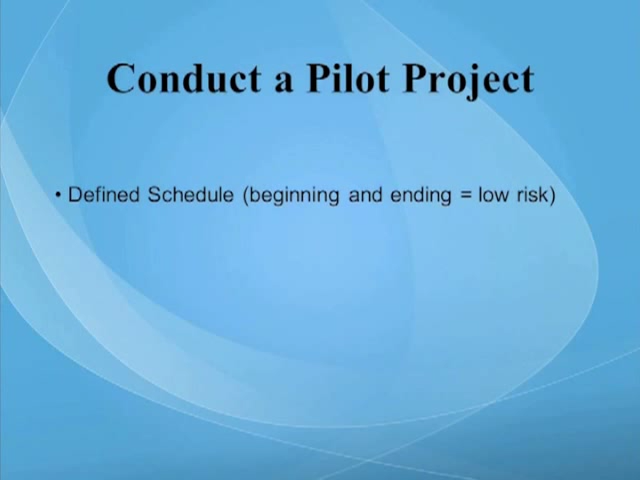 Conduct a Pilot Project
• Defined Schedule (beginning and ending = low risk)